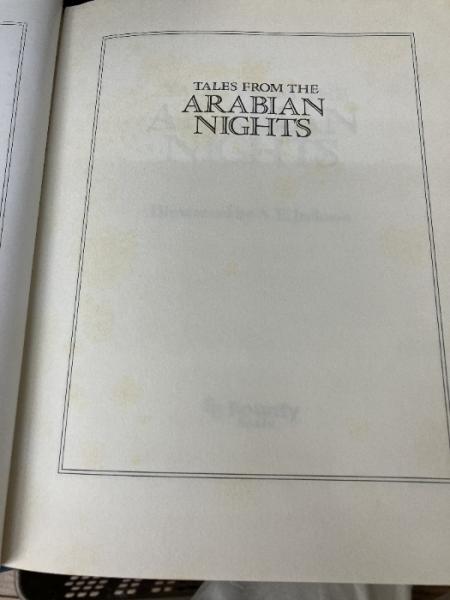 TALES FROM THE
ARABIAN
NIGHTS